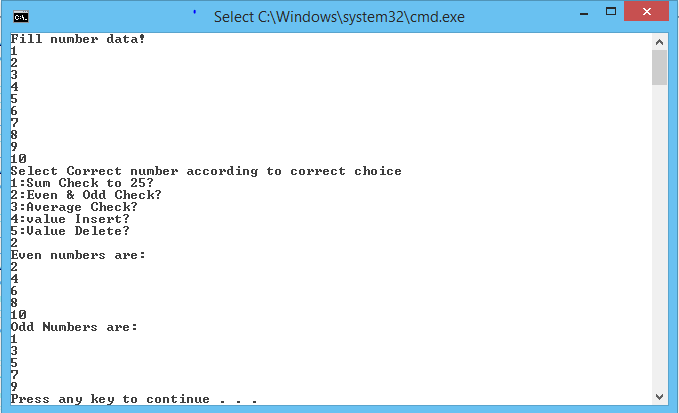 Select C:\Windows\system32\cmd.exe
Fill number data!
1
2
3
4
5
6
7
8
9
10
Select Correct number according to correct choice
1:Sum Check to 25?
2:Even & Odd Check?
3:Average Check?
4:value Insert?
5:Value Delete?
2
Even numbers are:
2
4
6
8
10
Odd Numbers are:
1
3
5
7
9
Press any key to continue . . .